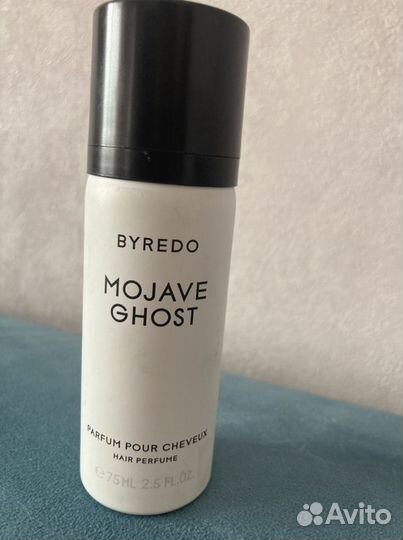 BYREDO
MOJAVE
GHOST
PARFUM POUR CHEVEUX
HAIR PERFUME
℮75ML 2.5 FL.OZ.
Avito